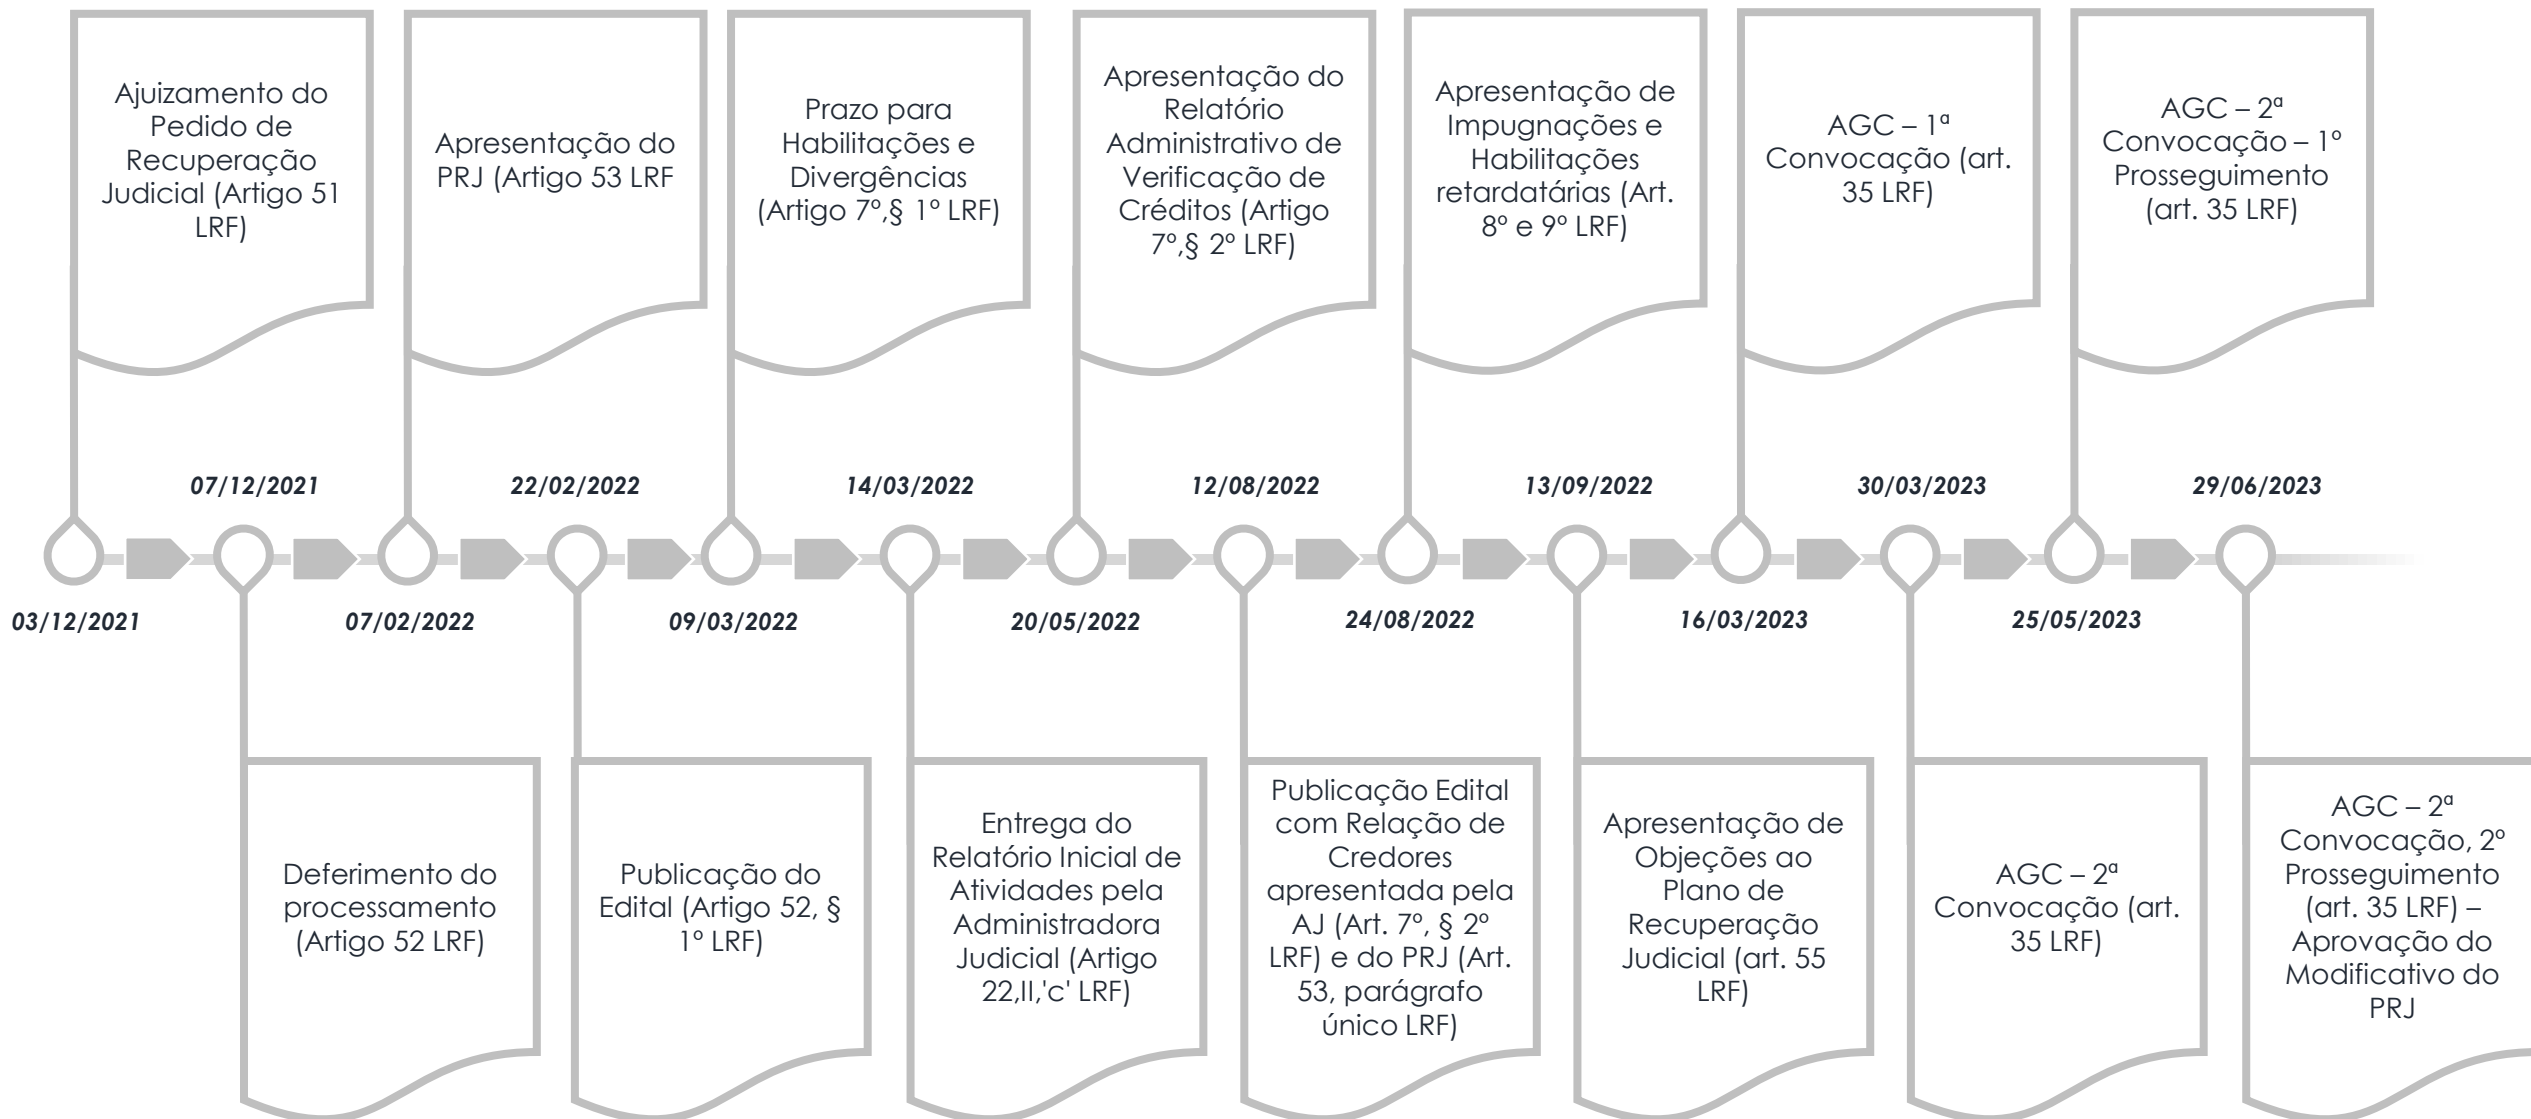 Ajuizamento do
Pedido de
Recuperação
Judicial (Artigo 51
LRF)
Apresentação do
PRJ (Artigo 53 LRF
Prazo para
Habilitações e
Divergências
(Artigo 7º,§ 1º LRF)
Apresentação do
Relatório
Administrativo de
Verificação de
Créditos (Artigo
7º,§ 2º LRF)
Apresentação de
Impugnações e
Habilitações
retardatárias (Art.
8º e 9º LRF)
AGC – 1ª
Convocação (art.
35 LRF)
AGC – 2ª
Convocação – 1º
Prosseguimento
(art. 35 LRF)
07/12/2021
22/02/2022
14/03/2022
12/08/2022
13/09/2022
30/03/2023
29/06/2023
03/12/2021
07/02/2022
09/03/2022
20/05/2022
24/08/2022
16/03/2023
25/05/2023
Deferimento do
processamento
(Artigo 52 LRF)
Publicação do
Edital (Artigo 52, §
1º LRF)
Entrega do
Relatório Inicial de
Atividades pela
Administradora
Judicial (Artigo
22,II,'c' LRF)
Publicação Edital
com Relação de
Credores
apresentada pela
AJ (Art. 7º, § 2º
LRF) e do PRJ (Art.
53, parágrafo
único LRF)
Apresentação de
Objeções ao
Plano de
Recuperação
Judicial (art. 55
LRF)
AGC – 2ª
Convocação (art.
35 LRF)
AGC – 2ª
Convocação, 2º
Prosseguimento
(art. 35 LRF) –
Aprovação do
Modificativo do
PRJ